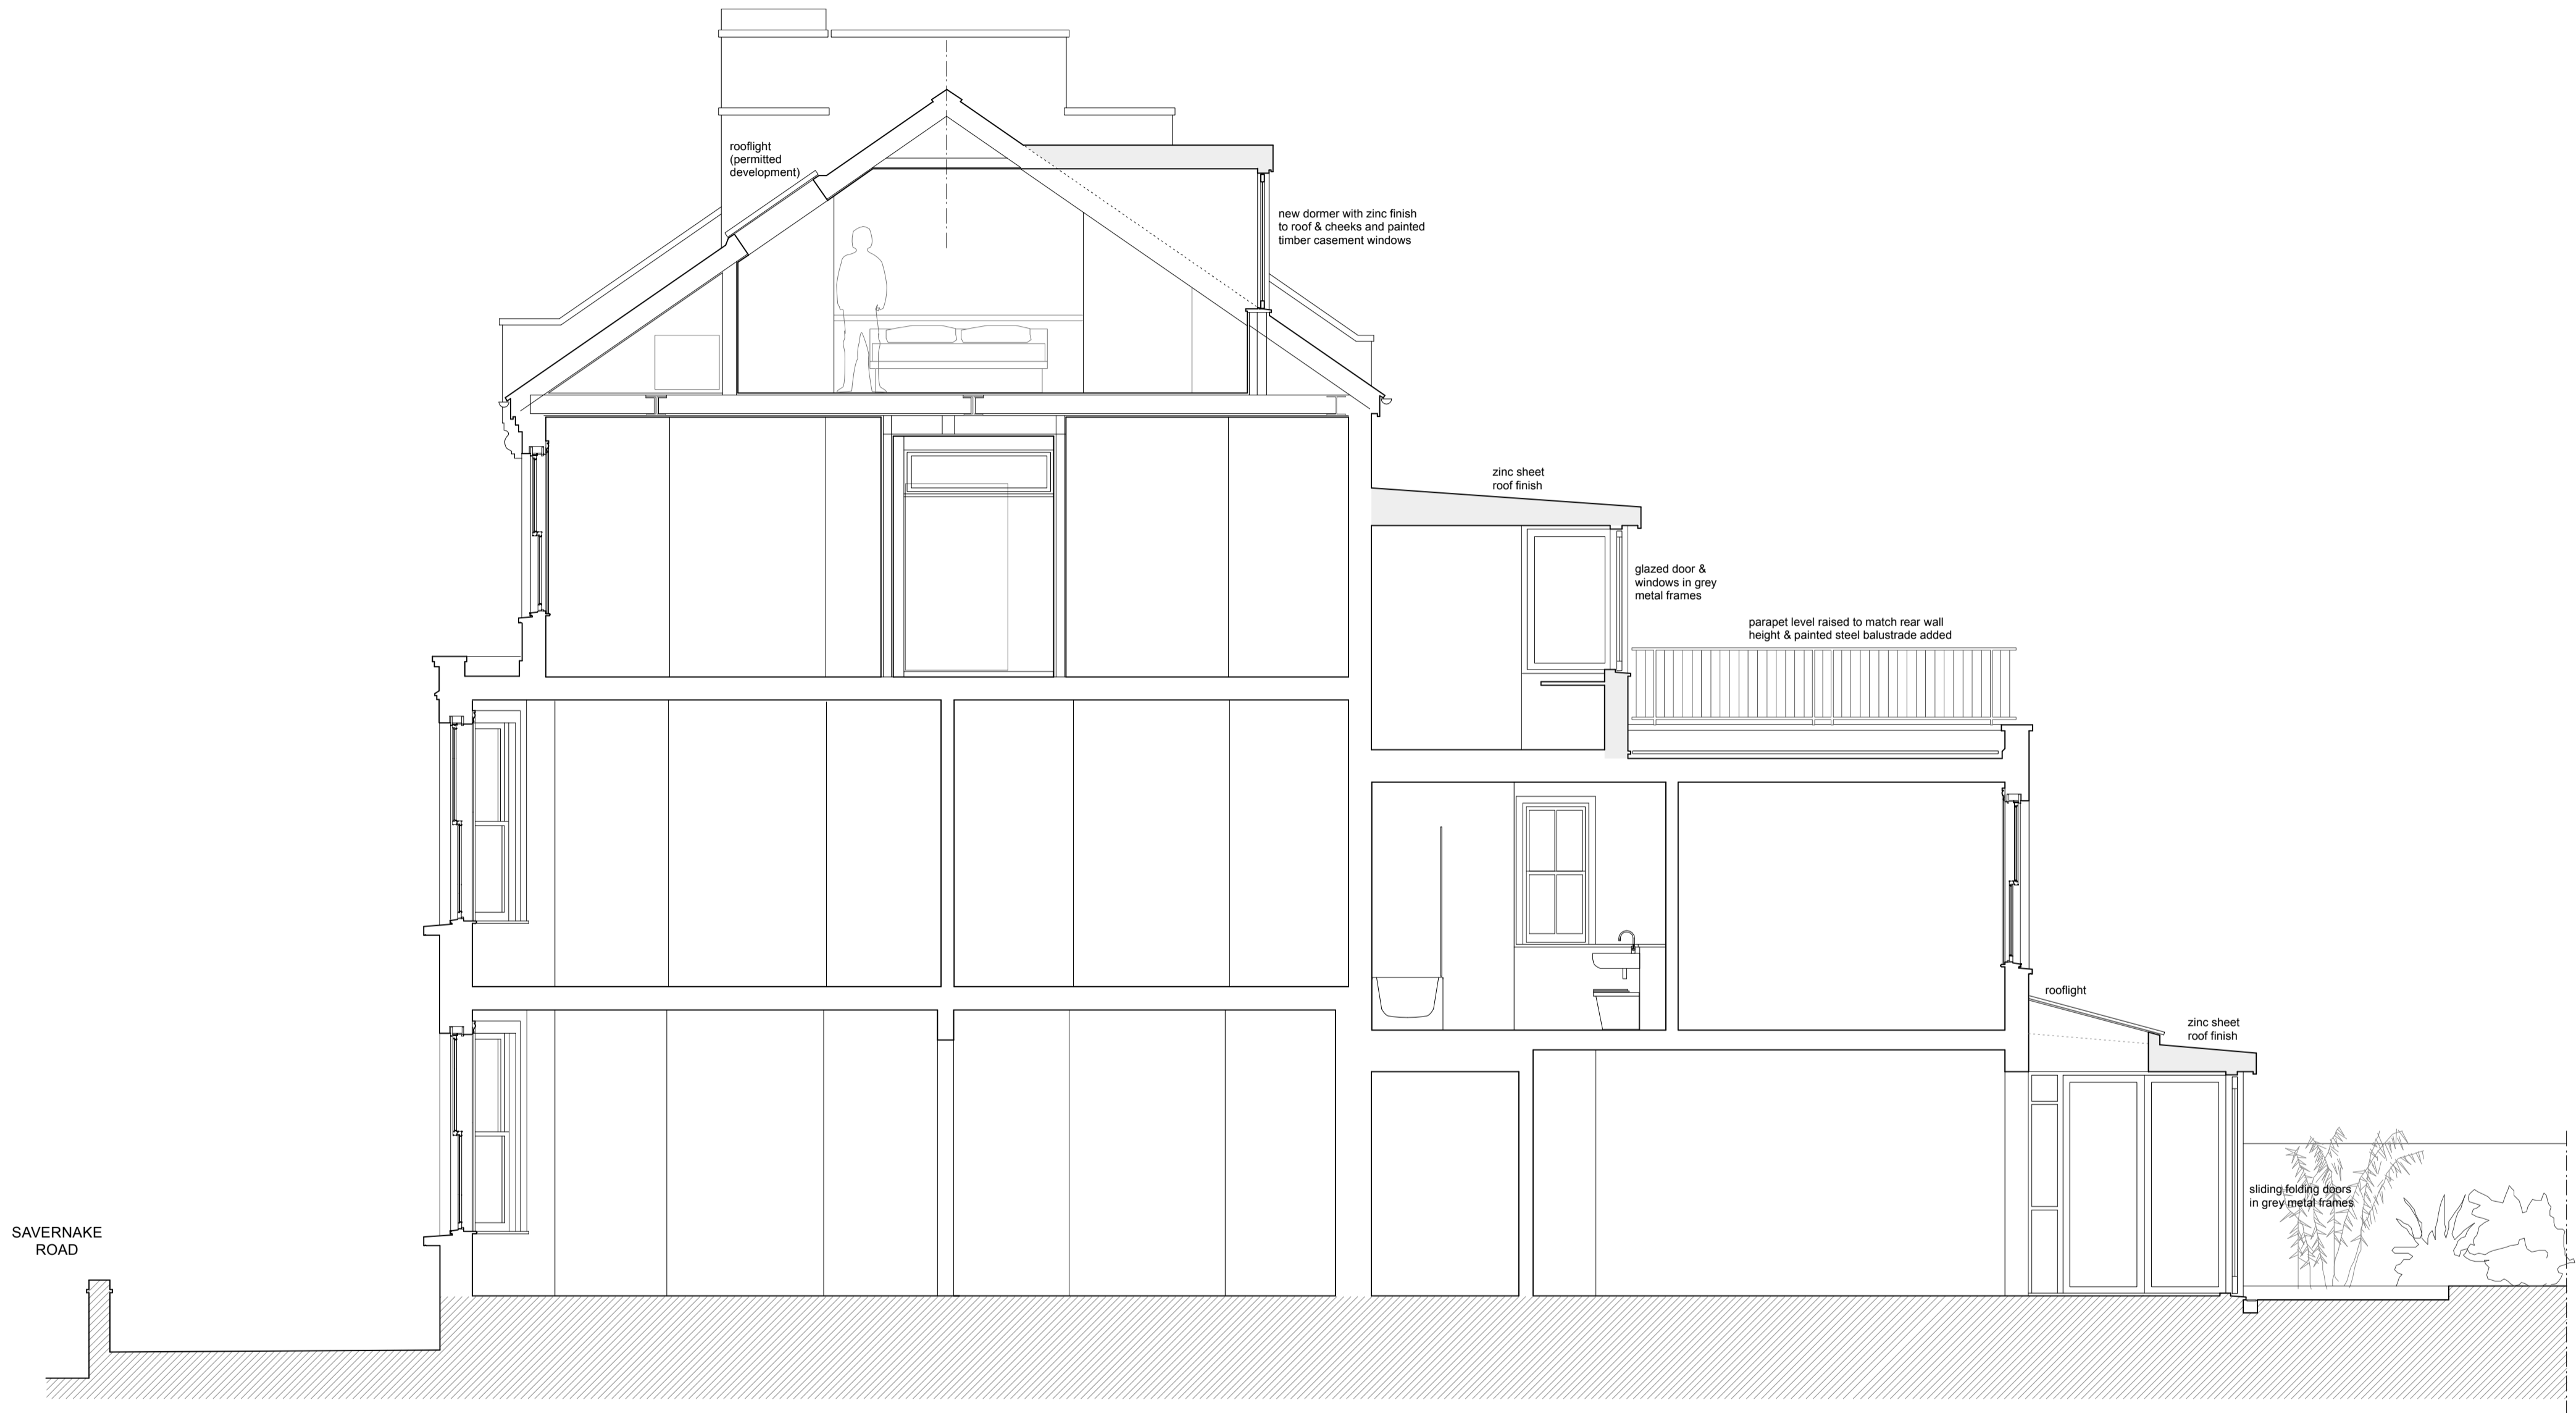 rooflight
(permitted
development)
new dormer with zinc finish
to roof & cheeks and painted
timber casement windows
zinc sheet
roof finish
glazed door &
windows in grey
metal frames
parapet level raised to match rear wall
height & painted steel balustrade added
rooflight
zinc sheet
roof finish
sliding folding doors
in grey metal frames
SAVERNAKE
ROAD